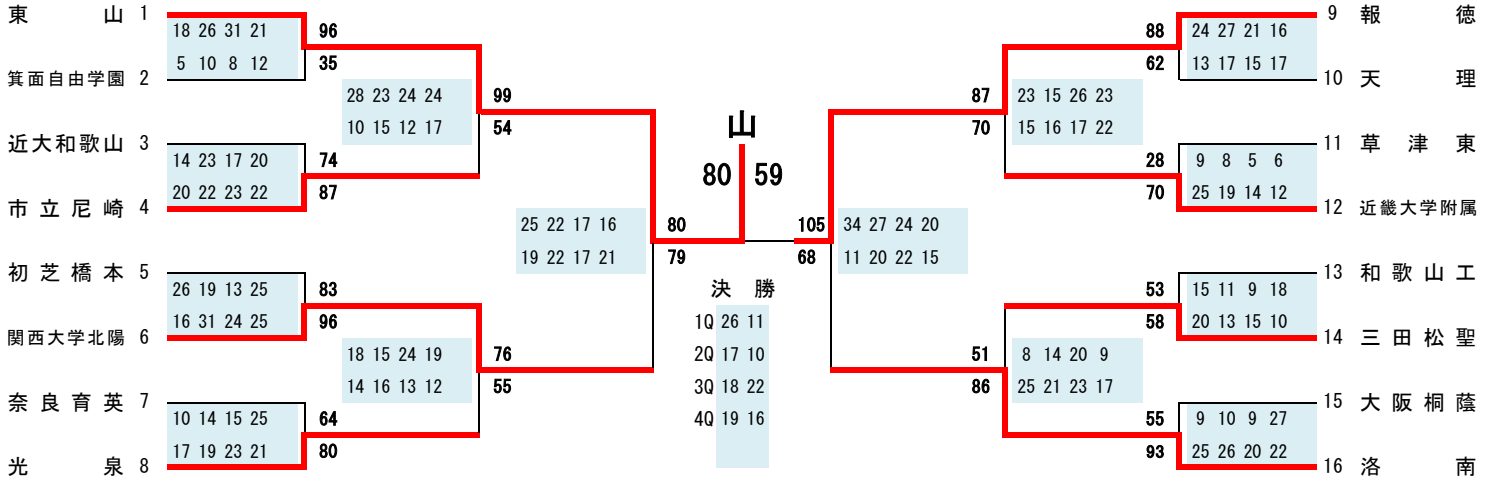 東山 1
18 26 31 21
5 10 8 12
96
35
箕面自由学園 2
28 23 24 24
10 15 12 17
99
54
近大和歌山 3
14 23 17 20
20 22 23 22
74
87
市立尼崎 4
25 22 17 16
19 22 17 21
80
79
初芝橋本 5
26 19 13 25
16 31 24 25
83
96
関西大学北陽 6
18 15 24 19
14 16 13 12
76
55
奈良育英 7
10 14 15 25
17 19 23 21
64
80
光泉 8
山
80 59
決勝
1Q 26 11
2Q 17 10
3Q 18 22
4Q 19 16
9 報徳
88
62
24 27 21 16
13 17 15 17
10 天理
87
70
23 15 26 23
15 16 17 22
11 草津東
28
70
9 8 5 6
25 19 14 12
12 近畿大学附属
105
68
34 27 24 20
11 20 22 15
13 和歌山工
53
58
15 11 9 18
20 13 15 10
14 三田松聖
51
86
8 14 20 9
25 21 23 17
15 大阪桐蔭
55
93
9 10 9 27
25 26 20 22
16 洛南